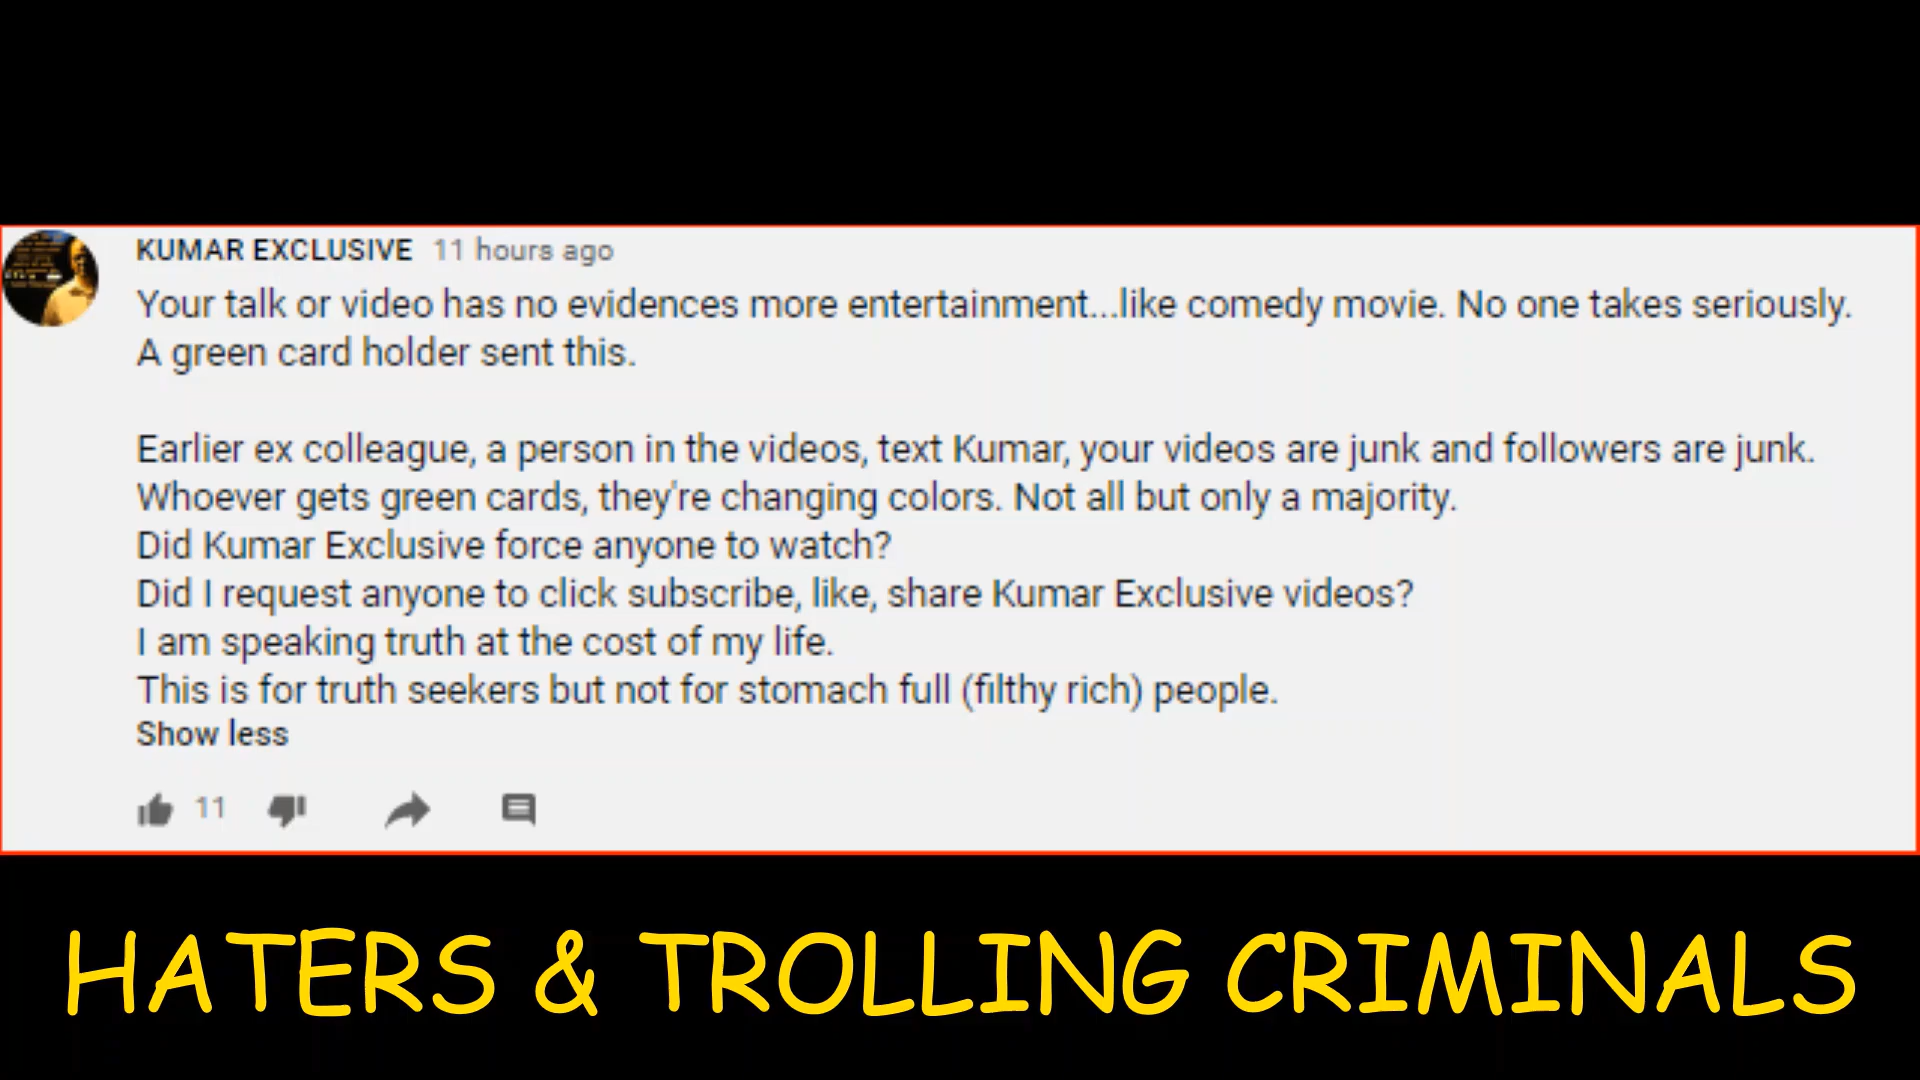 KUMAR EXCLUSIVE 11 hours ago
Your talk or video has no evidences more entertainment...like comedy movie. No one takes seriously.
A green card holder sent this.
Earlier ex colleague, a person in the videos, text Kumar, your videos are junk and followers are junk.
Whoever gets green cards, they're changing colors. Not all but only a majority.
Did Kumar Exclusive force anyone to watch?
Did I request anyone to click subscribe, like, share Kumar Exclusive videos?
I am speaking truth at the cost of my life.
This is for truth seekers but not for stomach full (filthy rich) people.
Show less
11
HATERS & TROLLING CRIMINALS